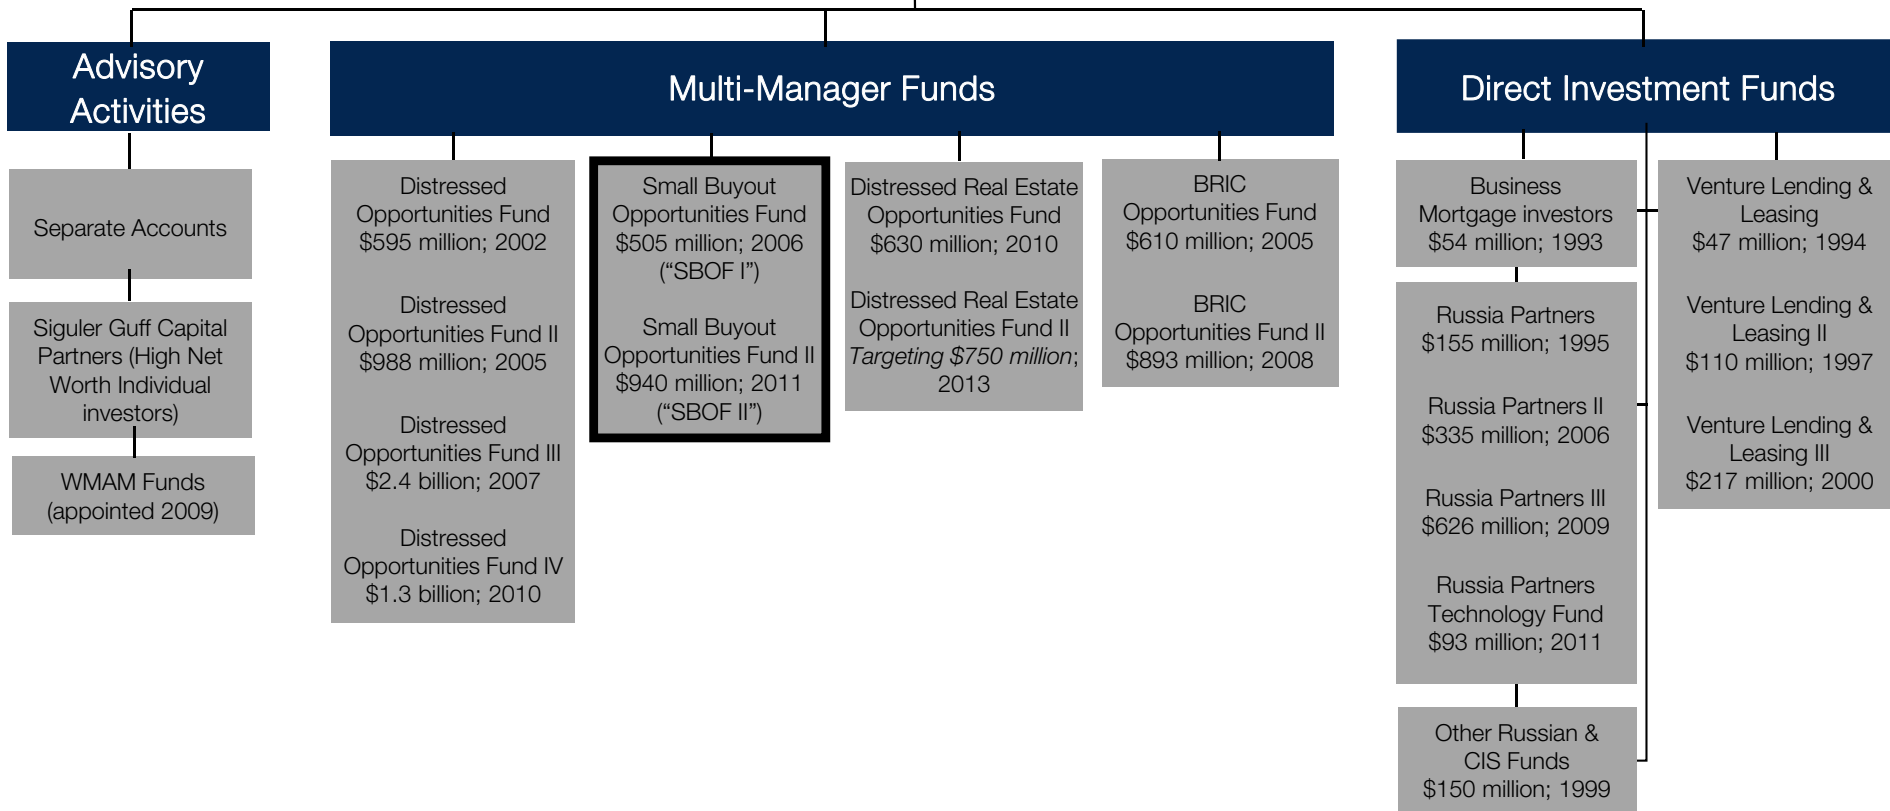 Advisory
Activities
Multi-Manager Funds
Direct Investment Funds
Separate Accounts
Siguler Guff Capital
Partners (High Net
Worth Individual
investors)
WMAM Funds
(appointed 2009)
Distressed
Opportunities Fund
$595 million; 2002
Distressed
Opportunities Fund II
$988 million; 2005
Distressed
Opportunities Fund III
$2.4 billion; 2007
Distressed
Opportunities Fund IV
$1.3 billion; 2010
Small Buyout
Opportunities Fund
$505 million; 2006
(“SBOF I”)
Small Buyout
Opportunities Fund II
$940 million; 2011
(“SBOF II”)
Distressed Real Estate
Opportunities Fund
$630 million; 2010
Distressed Real Estate
Opportunities Fund II
Targeting $750 million;
2013
BRIC
Opportunities Fund
$610 million; 2005
BRIC
Opportunities Fund II
$893 million; 2008
Business
Mortgage investors
$54 million; 1993
Russia Partners
$155 million; 1995
Russia Partners II
$335 million; 2006
Russia Partners III
$626 million; 2009
Russia Partners
Technology Fund
$93 million; 2011
Other Russian &
CIS Funds
$150 million; 1999
Venture Lending &
Leasing
$47 million; 1994
Venture Lending &
Leasing II
$110 million; 1997
Venture Lending &
Leasing III
$217 million; 2000